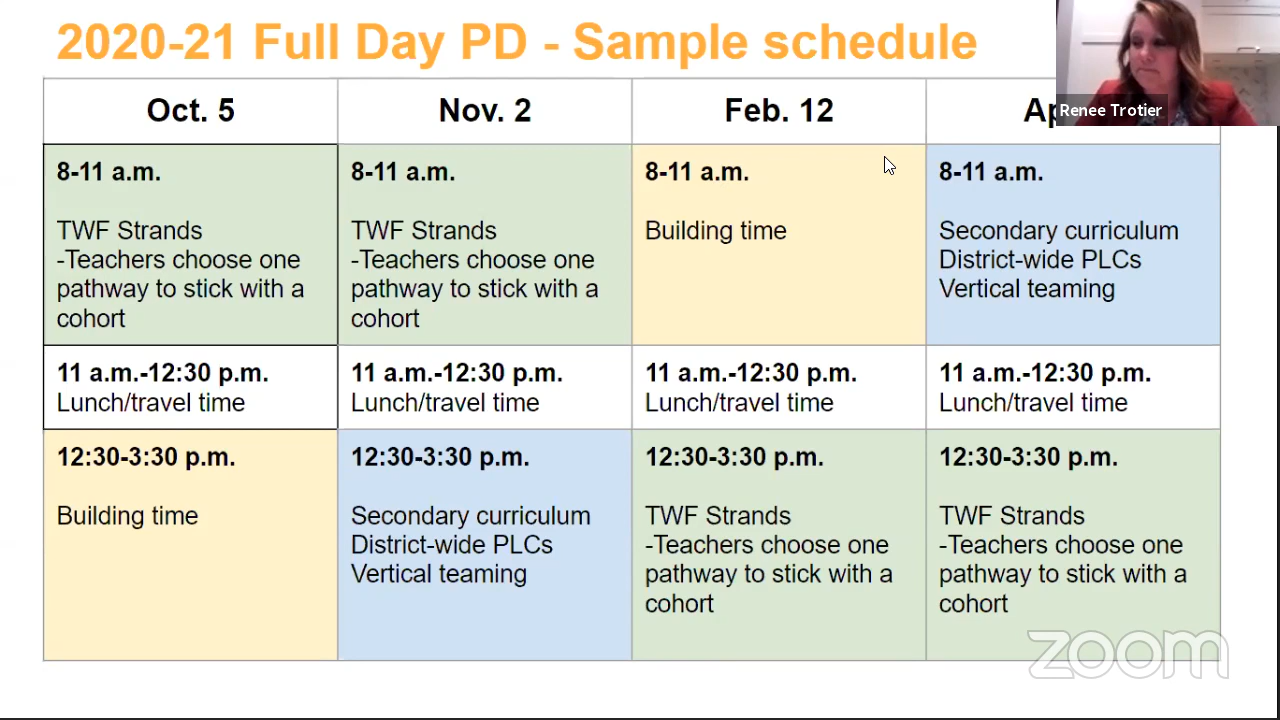 2020-21 Full Day PD - Sample schedule
Renee Trotier
Oct. 5
Nov. 2
Feb. 12
8-11 a.m.
TWF Strands
-Teachers choose one
pathway to stick with a
cohort
8-11 a.m.
TWF Strands
-Teachers choose one
pathway to stick with a
cohort
8-11 a.m.
Building time
8-11 a.m.
Secondary curriculum
District-wide PLCs
Vertical teaming
11 a.m.-12:30 p.m.
Lunch/travel time
11 a.m.-12:30 p.m.
Lunch/travel time
11 a.m.-12:30 p.m.
Lunch/travel time
11 a.m.-12:30 p.m.
Lunch/travel time
12:30-3:30 p.m.
Building time
12:30-3:30 p.m.
Secondary curriculum
District-wide PLCs
Vertical teaming
12:30-3:30 p.m.
TWF Strands
-Teachers choose one
pathway to stick with a
cohort
12:30-3:30 p.m.
TWF Strands
-Teachers choose one
pathway to stick with a
cohort
zoom